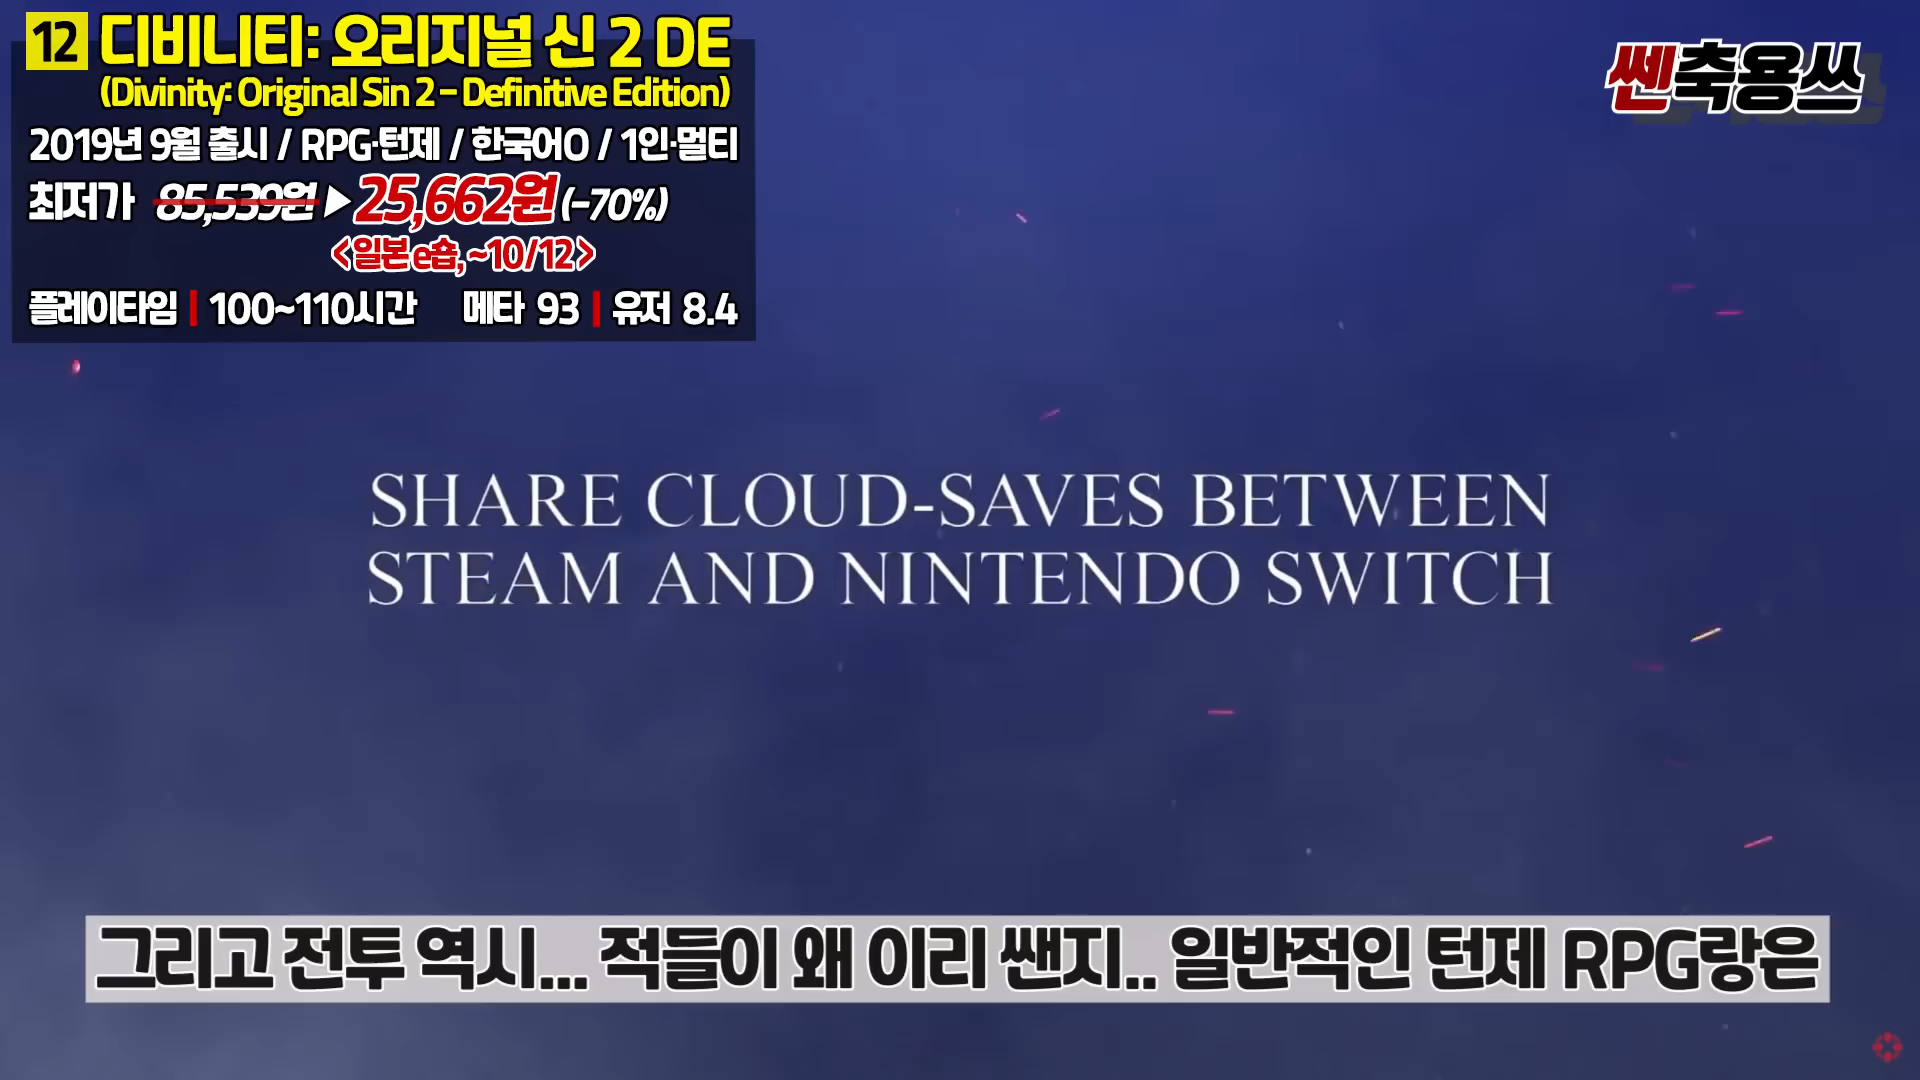 12 디비니티: 오리지널 신 2 DE
(Divinity: Original Sin 2 – Definitive Edition)
2019년 9월 출시 / RPG·턴제 / 한국어O / 1인·멀티
최저가 85,539원 ▶ 25,662원 (-70%)
<일본 e숍, ~10/12>
플레이타임 | 100~110시간 메타 93 | 유저 8.4
쎈축용쓰
SHARE CLOUD-SAVES BETWEEN
STEAM AND NINTENDO SWITCH
그리고 전투 역시... 적들이 왜 이리 쌘지.. 일반적인 턴제 RPG랑은